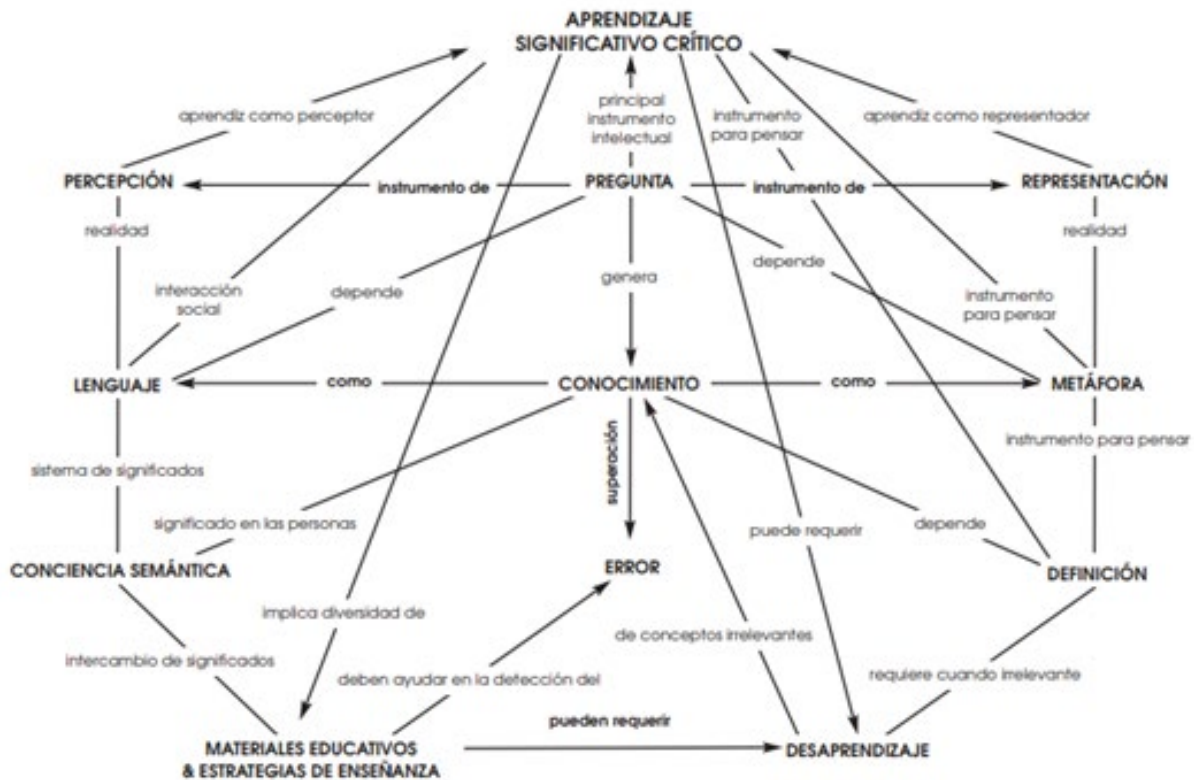 APRENDIZAJE
SIGNIFICATIVO CRÍTICO
aprendiz como perceptor
principal
instrumento
intelectual
instrumento
para pensar
aprendiz como representador
PERCEPCIÓN
instrumento de
PREGUNTA
instrumento de
REPRESENTACIÓN
realidad
realidad
interacción
social
depende
genera
depende
instrumento
para pensar
LENGUAJE
como
CONOCIMIENTO
como
METÁFORA
superación
instrumento para pensar
sistema de significados
significado en las personas
puede requerir
depende
CONCIENCIA SEMÁNTICA
ERROR
DEFINICIÓN
implica diversidad de
de conceptos irrelevantes
intercambio de significados
deben ayudar en la detección del
requiere cuando irrelevante
pueden requerir
MATERIALES EDUCATIVOS
& ESTRATEGIAS DE ENSEÑANZA
DESAPRENDIZAJE